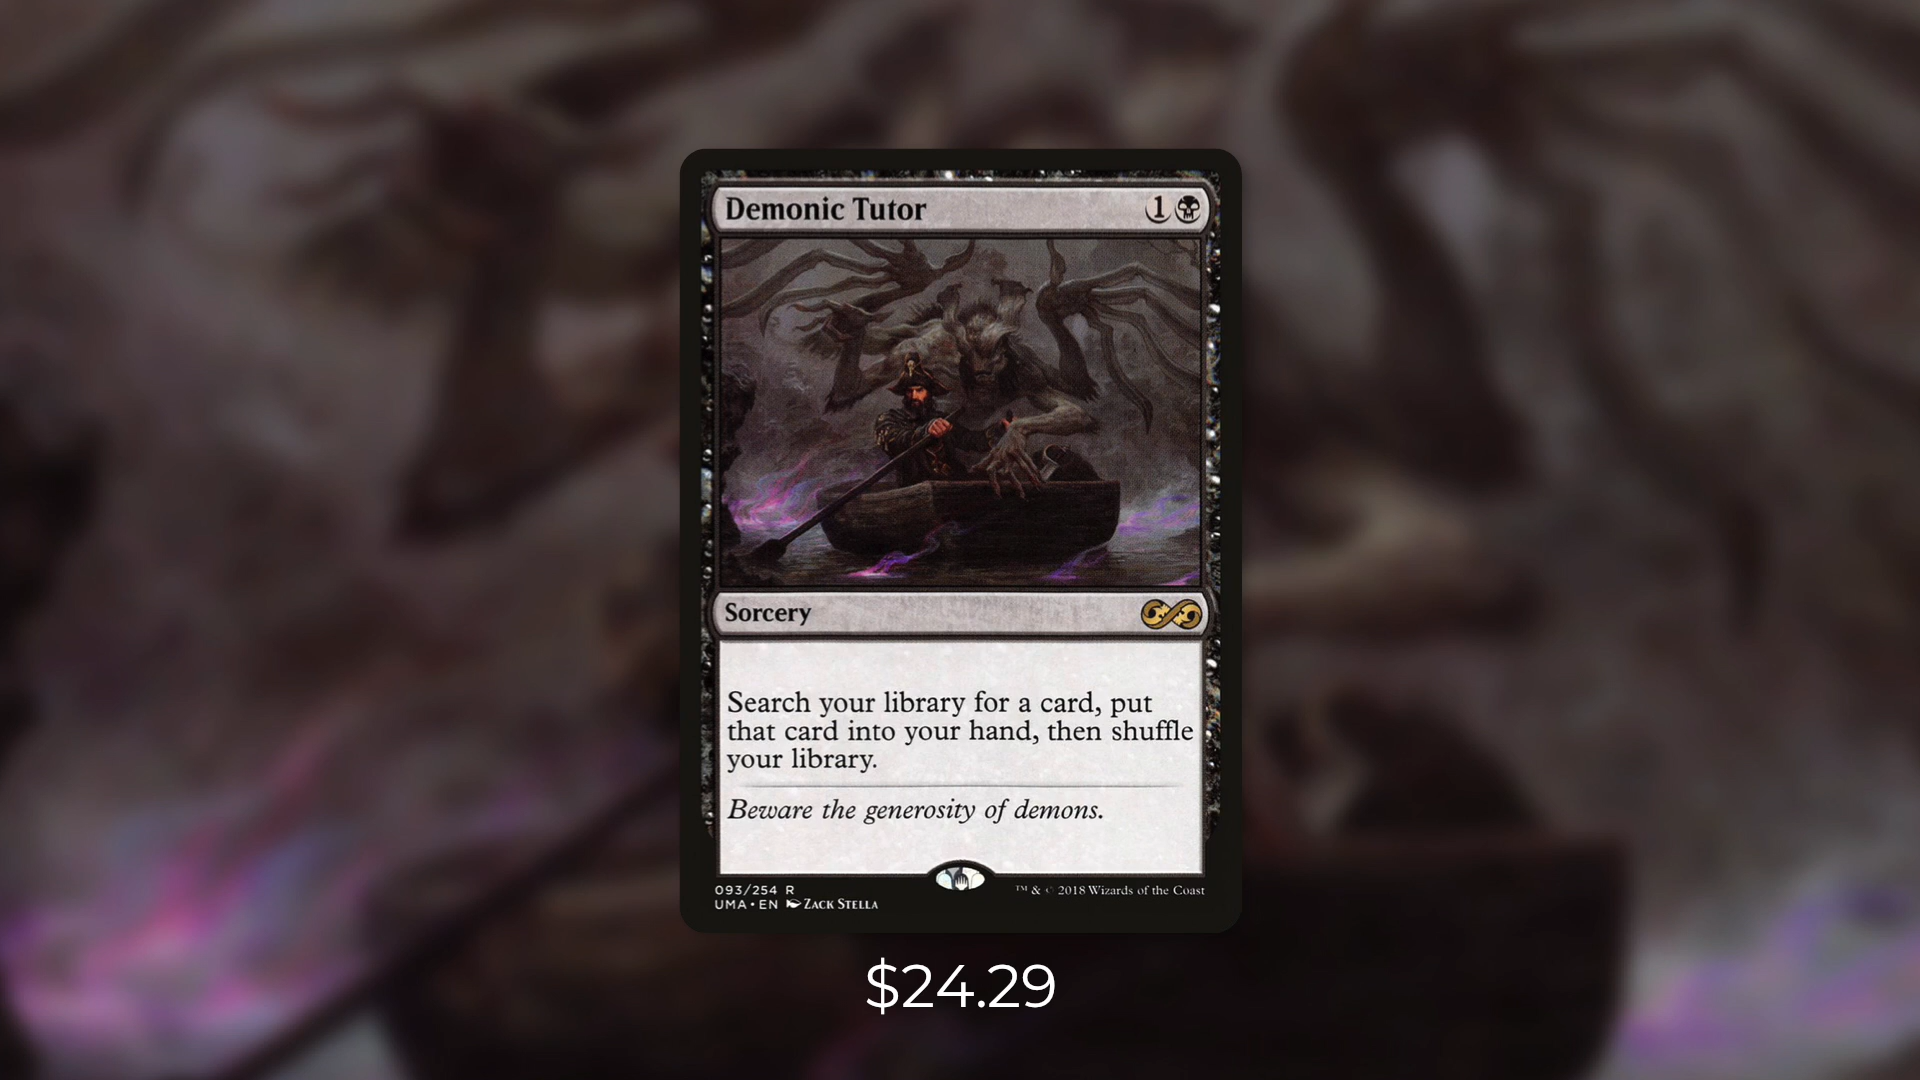 Demonic Tutor 1
Sorcery
Search your library for a card, put
that card into your hand, then shuffle
your library.
Beware the generosity of demons.
093/254 R
UMA • EN Zack Stella
™ & © 2018 Wizards of the Coast
$24.29